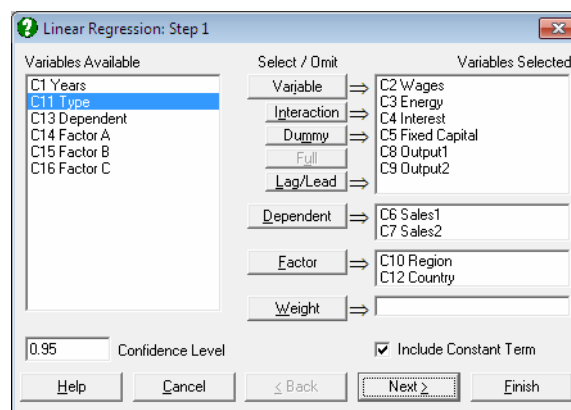 Linear Regression: Step 1
Variables Available
Select / Omit
Variables Selected
C1 Years
C11 Type
C13 Dependent
C14 Factor A
C15 Factor B
C16 Factor C
Variable
Interaction
Dummy
Full
Lag/Lead
C2 Wages
C3 Energy
C4 Interest
C5 Fixed Capital
C8 Output1
C9 Output2
Dependent
C6 Sales1
C7 Sales2
Factor
C10 Region
C12 Country
Weight
0.95 Confidence Level
Include Constant Term
Help
Cancel
< Back
Next >
Finish